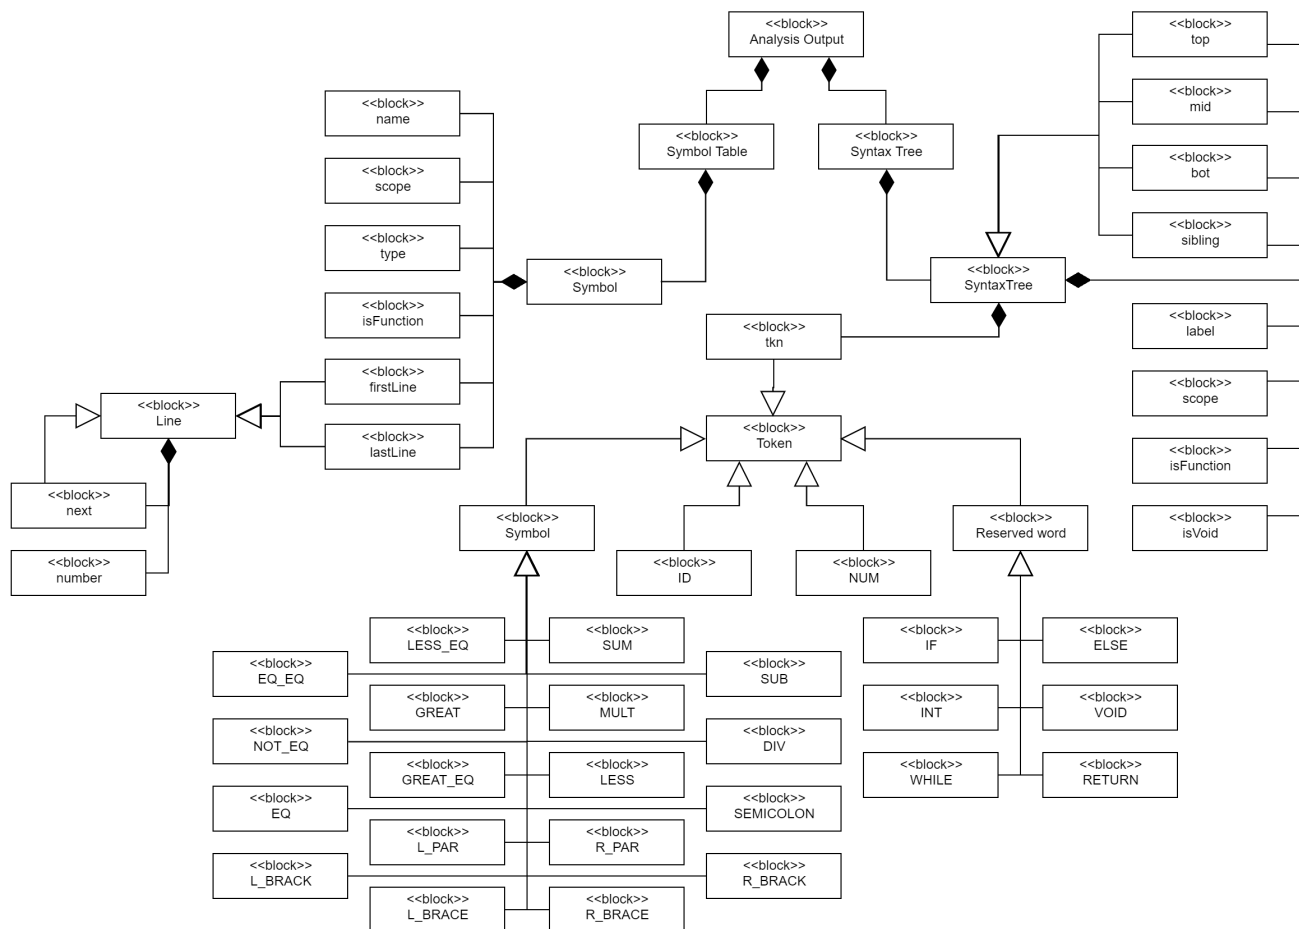 <<block>>
Analysis Output
<<block>>
top
<<block>>
mid
<<block>>
name
<<block>>
Symbol Table
<<block>>
Syntax Tree
<<block>>
bot
<<block>>
scope
<<block>>
sibling
<<block>>
type
<<block>>
Symbol
<<block>>
SyntaxTree
<<block>>
isFunction
<<block>>
tkn
<<block>>
label
<<block>>
firstLine
<<block>>
scope
<<block>>
Line
<<block>>
lastLine
<<block>>
Token
<<block>>
isFunction
<<block>>
next
<<block>>
Symbol
<<block>>
Reserved word
<<block>>
isVoid
<<block>>
number
<<block>>
ID
<<block>>
NUM
<<block>>
LESS_EQ
<<block>>
SUM
<<block>>
IF
<<block>>
ELSE
<<block>>
EQ_EQ
<<block>>
SUB
<<block>>
GREAT
<<block>>
MULT
<<block>>
INT
<<block>>
VOID
<<block>>
NOT_EQ
<<block>>
DIV
<<block>>
GREAT_EQ
<<block>>
LESS
<<block>>
WHILE
<<block>>
RETURN
<<block>>
EQ
<<block>>
SEMICOLON
<<block>>
L_PAR
<<block>>
R_PAR
<<block>>
L_BRACK
<<block>>
R_BRACK
<<block>>
L_BRACE
<<block>>
R_BRACE